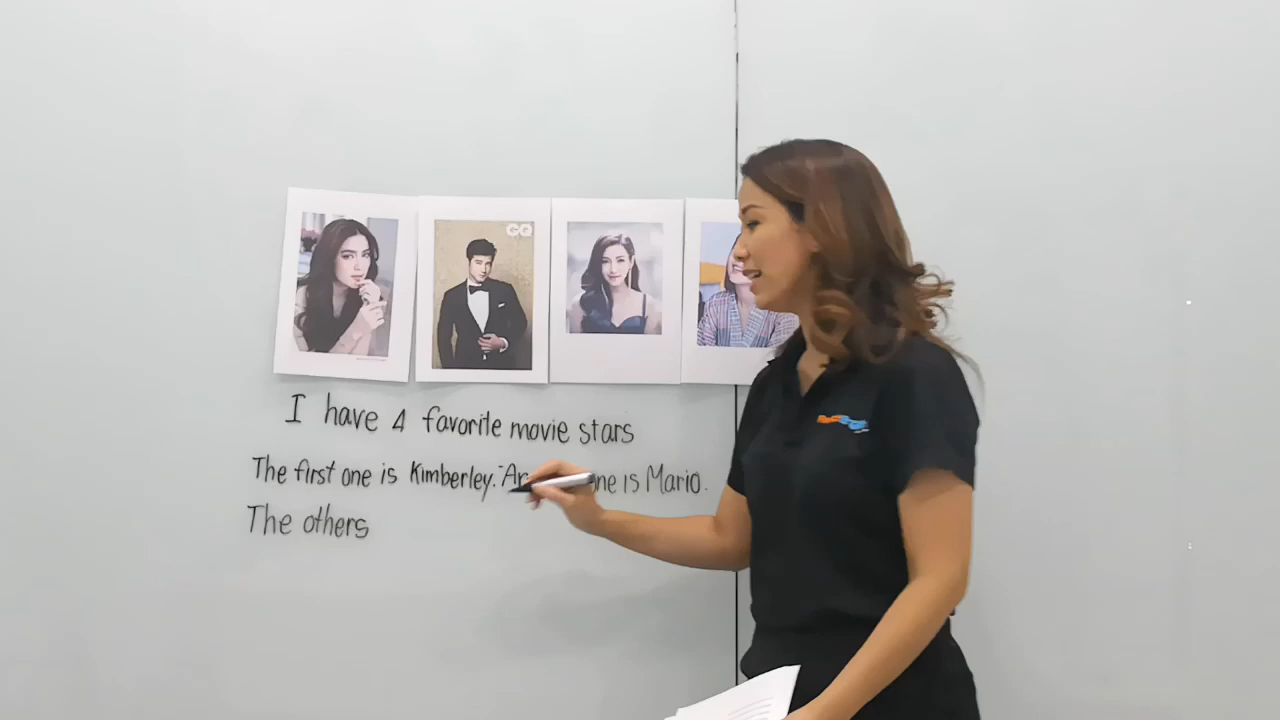 GQ
I have 4 favorite movie stars
The first one is Kimberley. is Mario.
The others